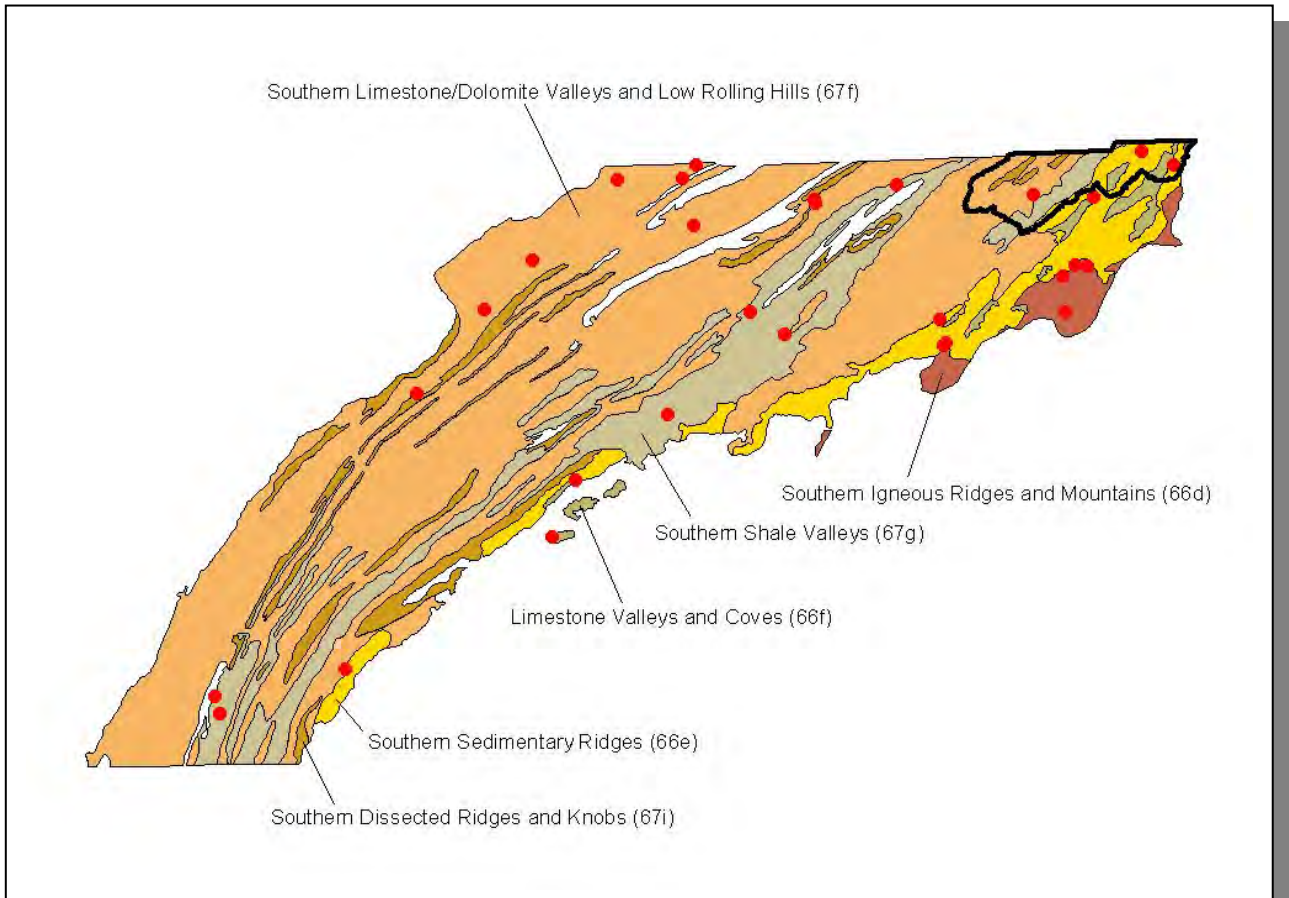 Southern Limestone/Dolomite Valleys and Low Rolling Hills (67f)
Southern Igneous Ridges and Mountains (66d)
Southern Shale Valleys (67g)
Limestone Valleys and Coves (66f)
Southern Sedimentary Ridges (66e)
Southern Dissected Ridges and Knobs (67i)